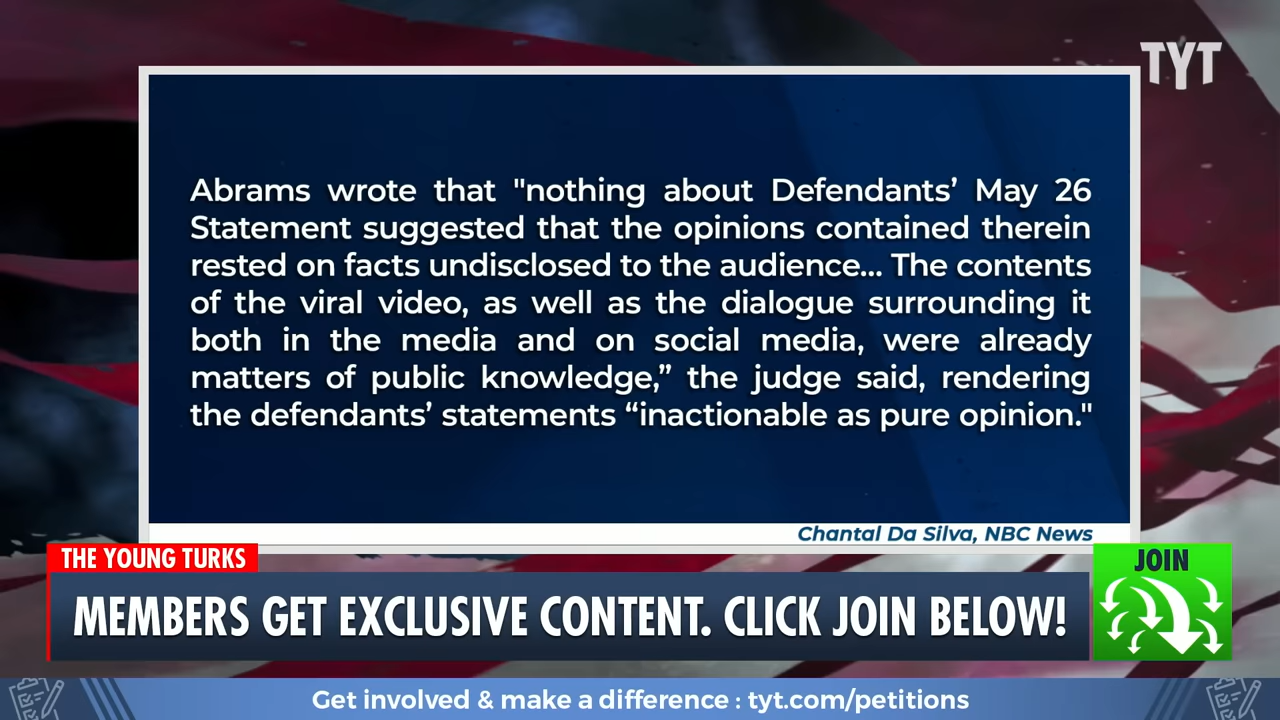 TYT
Abrams wrote that "nothing about Defendants’ May 26
Statement suggested that the opinions contained therein
rested on facts undisclosed to the audience... The contents
of the viral video, as well as the dialogue surrounding it
both in the media and on social media, were already
matters of public knowledge,” the judge said, rendering
the defendants’ statements “inactionable as pure opinion."
Chantal Da Silva, NBC News
THE YOUNG TURKS
MEMBERS GET EXCLUSIVE CONTENT. CLICK JOIN BELOW!
JOIN
Get involved & make a difference : tyt.com/petitions